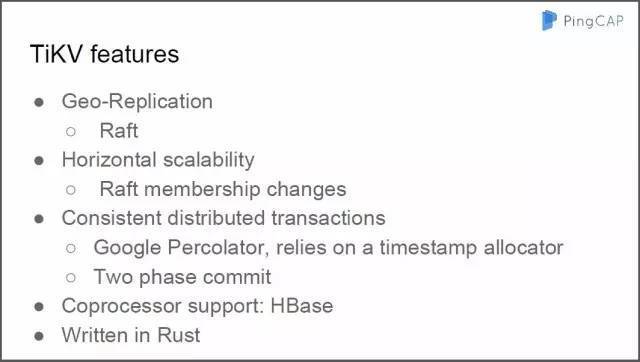 PingCAP
TiKV features
● Geo-Replication
○ Raft
● Horizontal scalability
○ Raft membership changes
● Consistent distributed transactions
○ Google Percolator, relies on a timestamp allocator
○ Two phase commit
● Coprocessor support: HBase
● Written in Rust